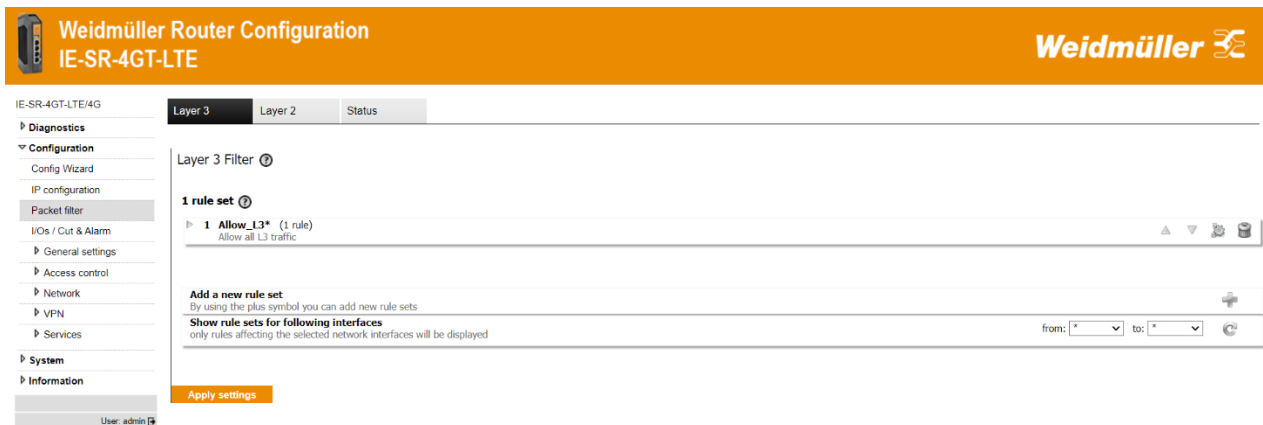 Weidmüller Router Configuration
IE-SR-4GT-LTE
Weidmüller
IE-SR-4GT-LTE/4G
Diagnostics
Configuration
Config Wizard
IP configuration
Packet filter
I/Os / Cut & Alarm
General settings
Access control
Network
VPN
Services
System
Information
User: admin
Layer 3 Layer 2 Status
Layer 3 Filter ?
1 rule set ?
1 Allow_L3* (1 rule)
Allow all L3 traffic
Add a new rule set
By using the plus symbol you can add new rule sets
Show rule sets for following interfaces
only rules affecting the selected network interfaces will be displayed
from: * to: *
Apply settings